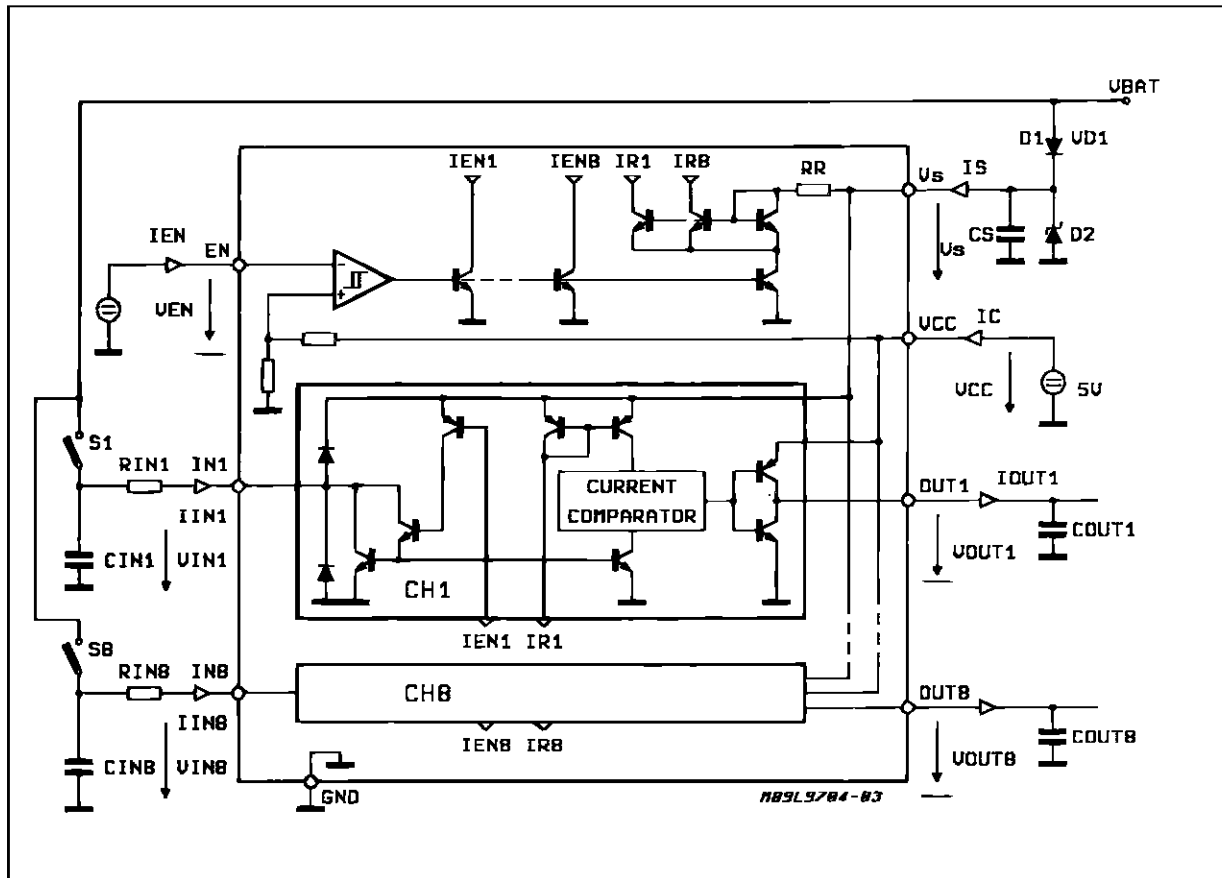 VBAT
D1 VD1
IEN1 IEN8 IR1 IR8 RR Vs IS
IEN EN - CS D2
Vs
+
VEN
VCC IC
VCC 5V
S1
RIN1 IN1 CURRENT OUT1 IOUT1
COMPARATOR
IIN1 COUT1
CIN1 VIN1 CH1 VOUT1
IEN1 IR1
S8
RIN8 IN8 CH8 OUT8
IIN8 IEN8 IR8 COUT8
CIN8 VIN8 VOUT8
GND M89L9704-03